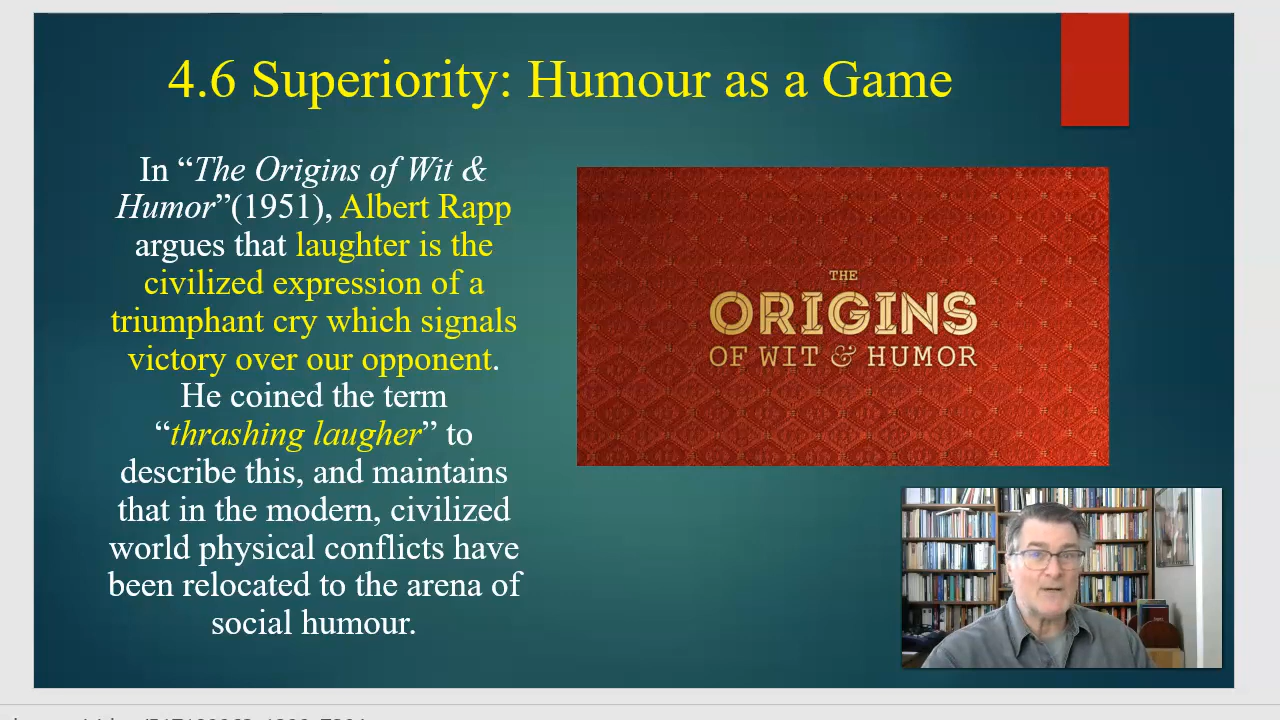 4.6 Superiority: Humour as a Game
In “The Origins of Wit &
Humor”(1951), Albert Rapp
argues that laughter is the
civilized expression of a
triumphant cry which signals
victory over our opponent.
He coined the term
“thrashing laugher” to
describe this, and maintains
that in the modern, civilized
world physical conflicts have
been relocated to the arena of
social humour.
THE
ORIGINS
OF WIT & HUMOR